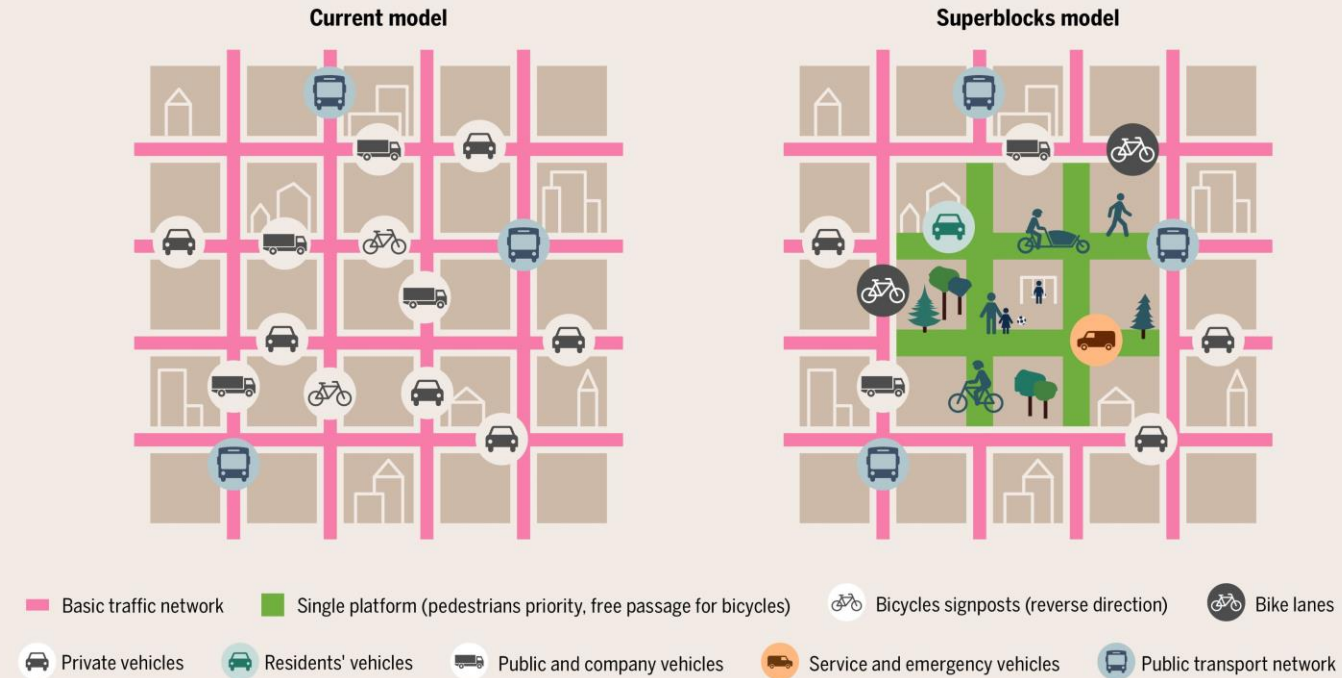 Current model
Superblocks model
Basic traffic network
Single platform (pedestrians priority, free passage for bicycles)
Bicycles signposts (reverse direction)
Bike lanes
Private vehicles
Residents' vehicles
Public and company vehicles
Service and emergency vehicles
Public transport network